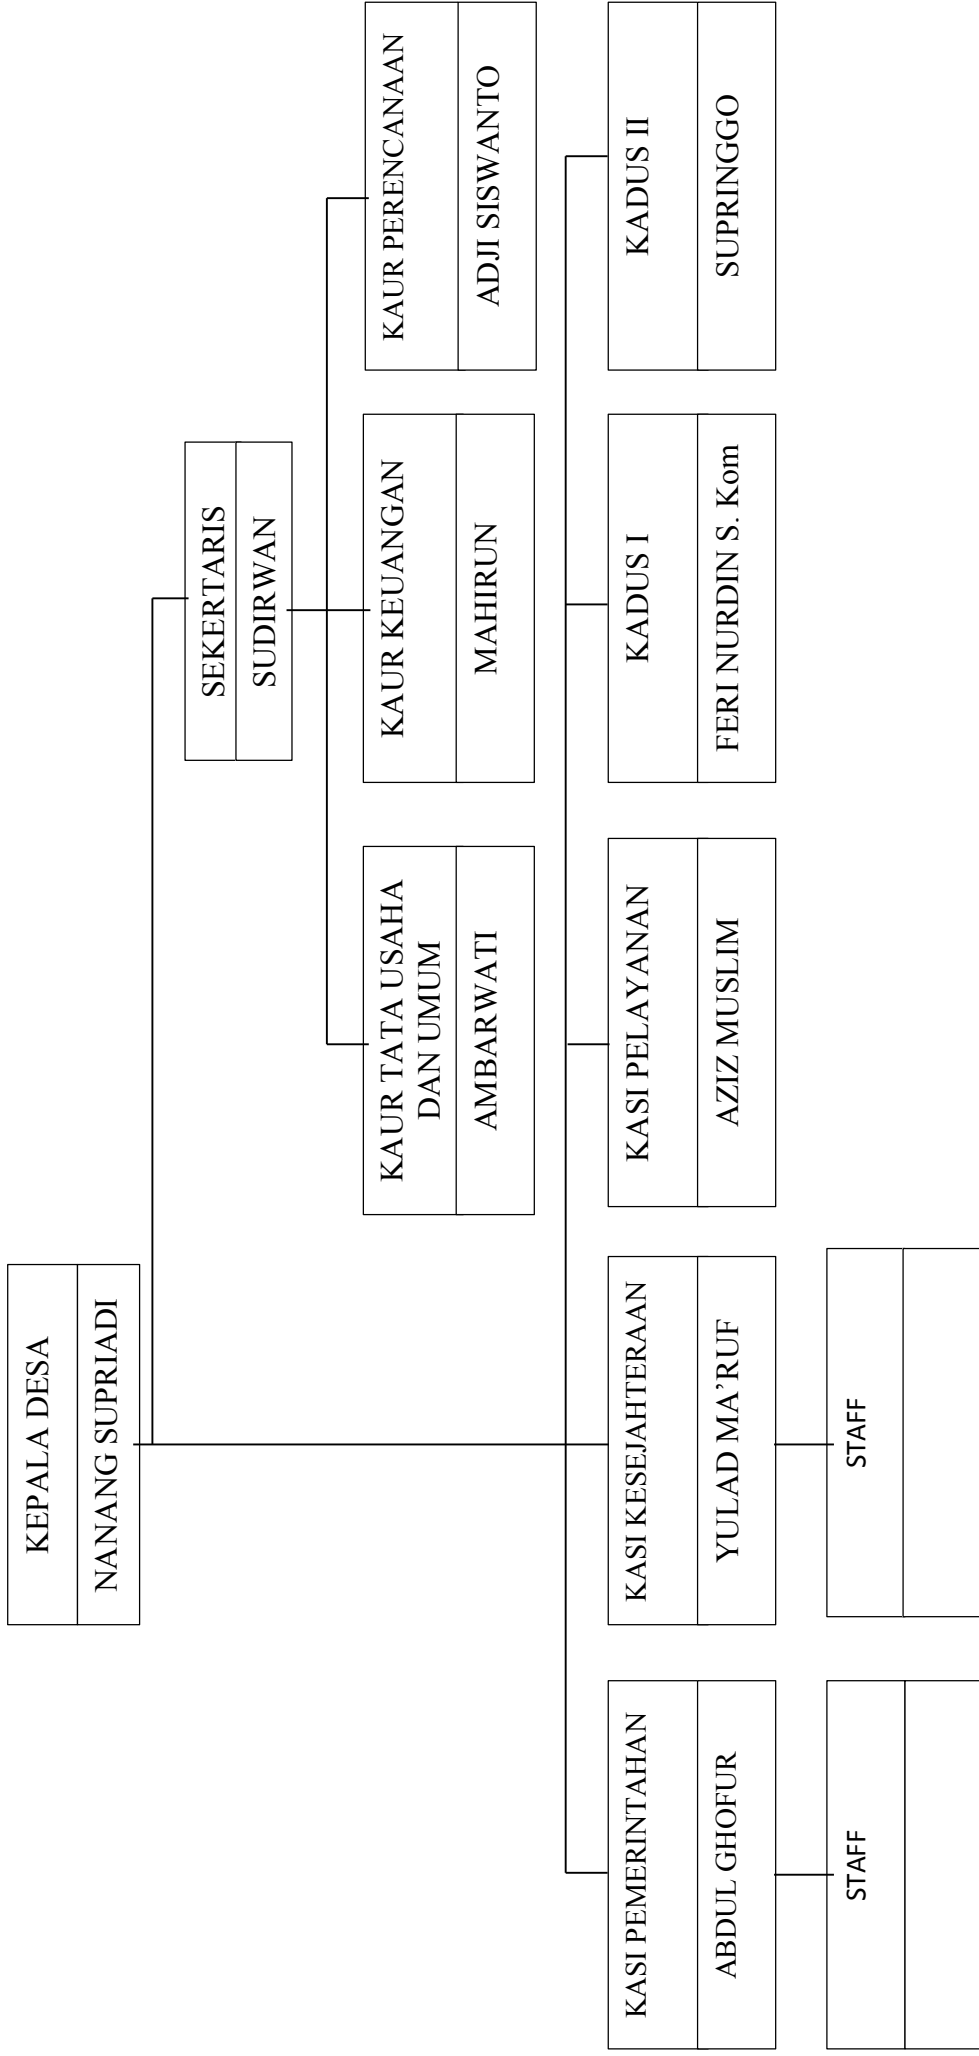 KEPALA DESA
NANANG SUPRIADI
SEKERTARIS
SUDIRWAN
KAUR TATA USAHA
DAN UMUM
AMBARWATI
KAUR KEUANGAN
MAHIRUN
KAUR PERENCANAAN
ADJI SISWANTO
KASI PEMERINTAHAN
ABDUL GHOFUR
KASI KESEJAHTERAAN
YULAD MA’RUF
KASI PELAYANAN
AZIZ MUSLIM
KADUS I
FERI NURDIN S. Kom
KADUS II
SUPRINGGO
STAFF
STAFF